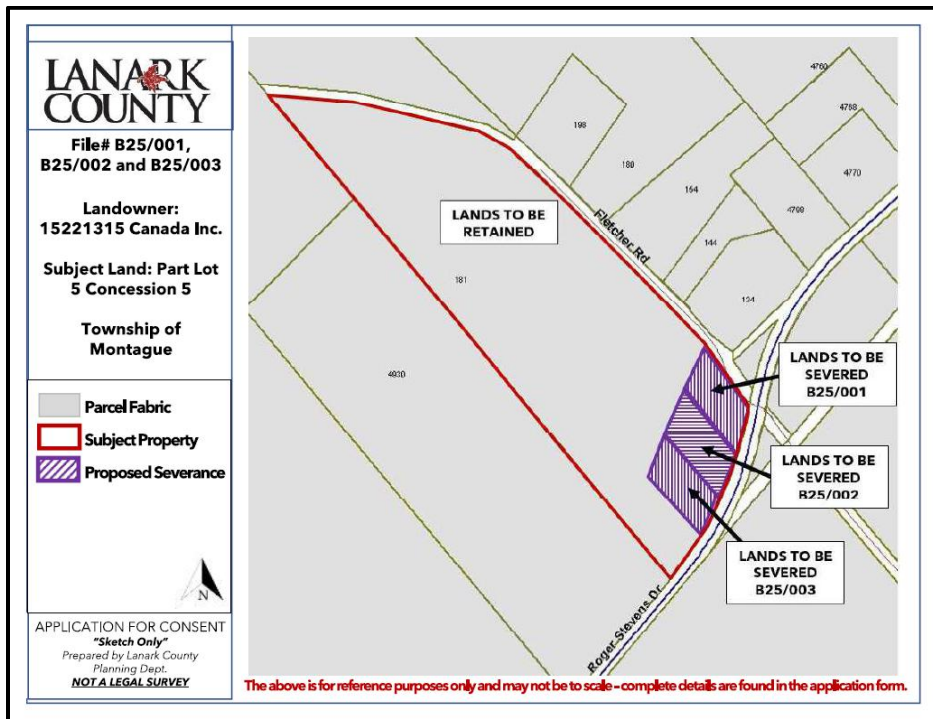 LANARK
COUNTY
File# B25/001,
B25/002 and B25/003
Landowner:
15221315 Canada Inc.
Subject Land: Part Lot
5 Concession 5
Township of
Montague
Parcel Fabric
Subject Property
Proposed Severance
N
APPLICATION FOR CONSENT
"Sketch Only"
Prepared by Lanark County
Planning Dept.
NOT A LEGAL SURVEY
4760
4768
4770
198
180
154
4798
144
134
LANDS TO BE
RETAINED
Fletcher Rd
181
4930
LANDS TO BE
SEVERED
B25/001
LANDS TO BE
SEVERED
B25/002
LANDS TO BE
SEVERED
B25/003
Roger Stevens Dr
The above is for reference purposes only and may not be to scale - complete details are found in the application form.